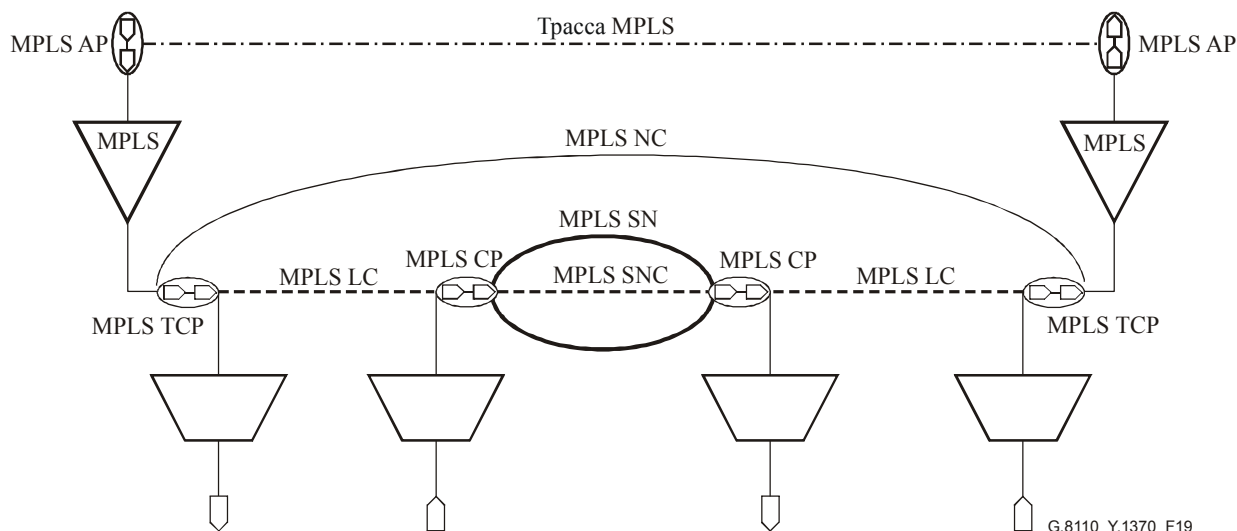 Трасса MPLS
MPLS AP
MPLS AP
MPLS
MPLS
MPLS NC
MPLS SN
MPLS CP
MPLS CP
MPLS LC
MPLS SNC
MPLS LC
MPLS TCP
MPLS TCP
G.8110_Y.1370_F19